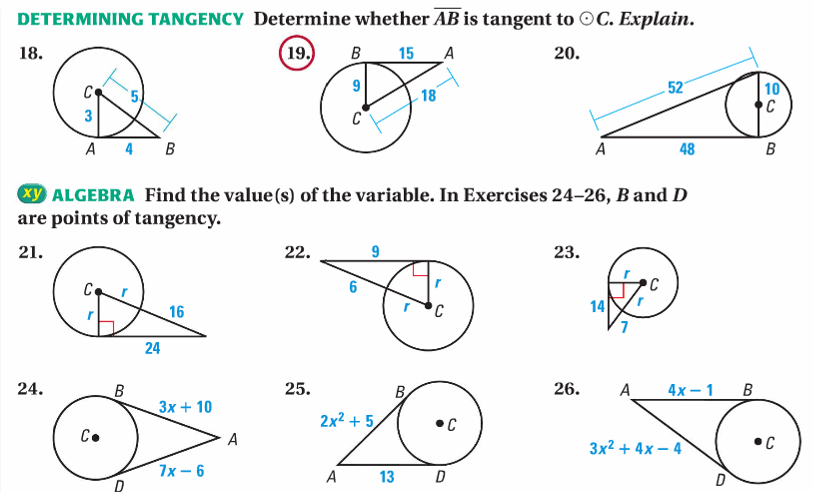 DETERMINING TANGENCY Determine whether AB is tangent to ⊙C. Explain.
18.
C
5
3
A
4
B
19.
B
15
A
9
18
C
20.
52
10
C
A
48
B
xy ALGEBRA Find the value(s) of the variable. In Exercises 24–26, B and D
are points of tangency.
21.
C
r
r
16
24
22.
9
6
r
r
C
23.
r
C
14
r
7
24.
B
3x + 10
C
A
7x − 6
D
25.
B
2x² + 5
C
A
13
D
26.
A
4x − 1
B
3x² + 4x − 4
C
D